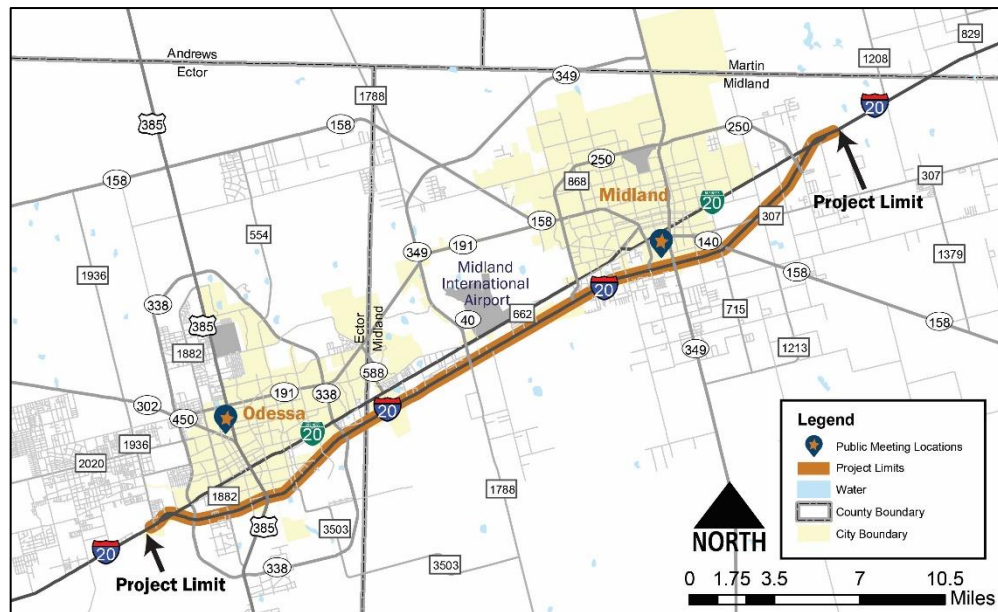 Andrews
Ector
Martin
Midland
829
1208
349
1788
20
385
158
158
250
250
868
Midland
20
Project Limit
307
307
554
158
191
349
140
1936
Midland
International
Airport
20
1379
338
385
Ector
Midland
40
662
158
158
1882
715
349
1213
588
191
338
302
450
Odessa
20
20
1936
2020
1882
385
3503
1788
20
338
3503
Project Limit
NORTH
0 1.75 3.5 7 10.5
Miles
Legend
Public Meeting Locations
Project Limits
Water
County Boundary
City Boundary